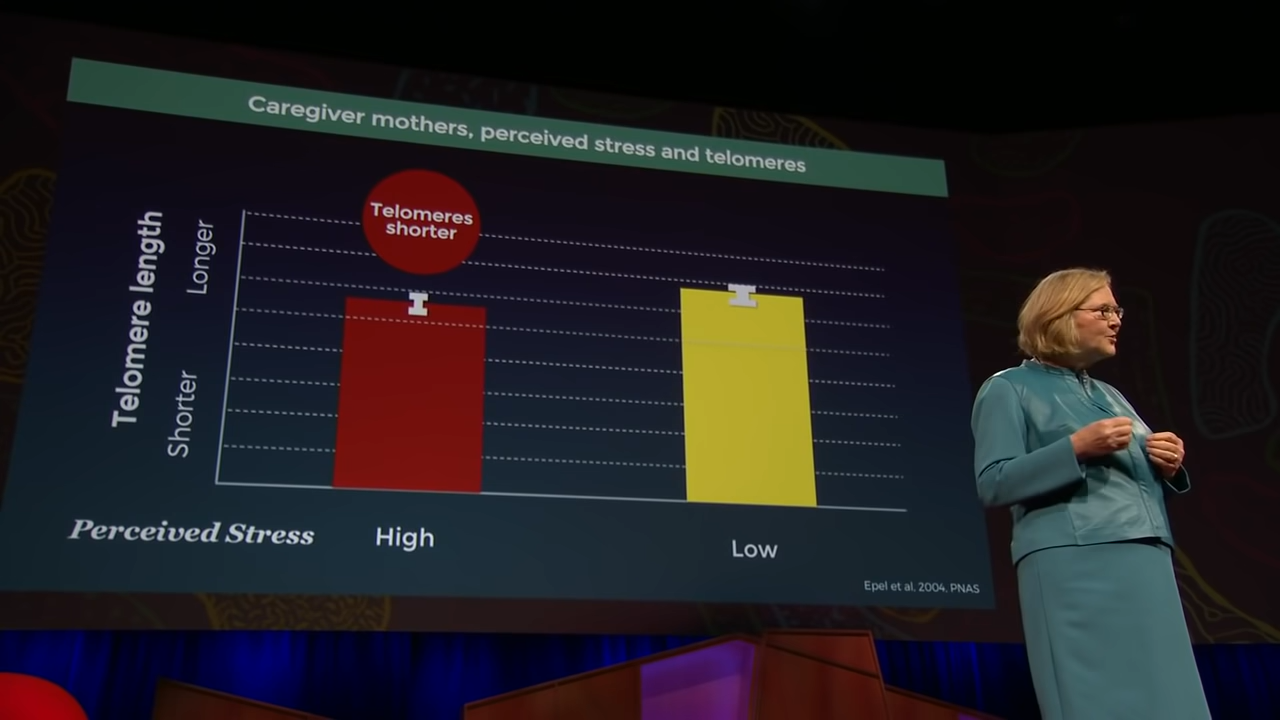 Caregiver mothers, perceived stress and telomeres
Telomeres
shorter
Telomere length
Longer
Shorter
Perceived Stress
High
Low
Epel et al. 2004, PNAS